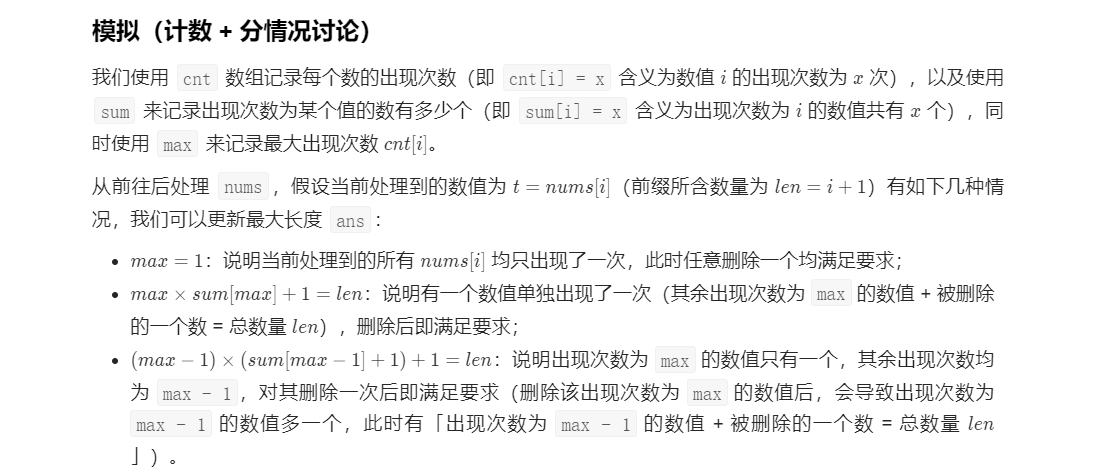 模拟（计数 + 分情况讨论）
我们使用 cnt 数组记录每个数的出现次数（即 cnt[i] = x 含义为数值 i 的出现次数为 x 次），以及使用
sum 来记录出现次数为某个值的数有多少个（即 sum[i] = x 含义为出现次数为 i 的数值共有 x 个），同
时使用 max 来记录最大出现次数 cnt[i]。
从前往后处理 nums，假设当前处理到的数值为 t = nums[i]（前缀所含数量为 len = i + 1）有如下几种情
况，我们可以更新最大长度 ans：
• max = 1：说明当前处理到的所有 nums[i] 均只出现了一次，此时任意删除一个均满足要求；
• max × sum[max] + 1 = len：说明有一个数值单独出现了一次（其余出现次数为 max 的数值 + 被删除
的一个数 = 总数量 len），删除后即满足要求；
• (max − 1) × (sum[max − 1] + 1) + 1 = len：说明出现次数为 max 的数值只有一个，其余出现次数均
为 max - 1，对其删除一次后即满足要求（删除该出现次数为 max 的数值后，会导致出现次数为
max - 1 的数值多一个，此时有「出现次数为 max - 1 的数值 + 被删除的一个数 = 总数量 len
」）。